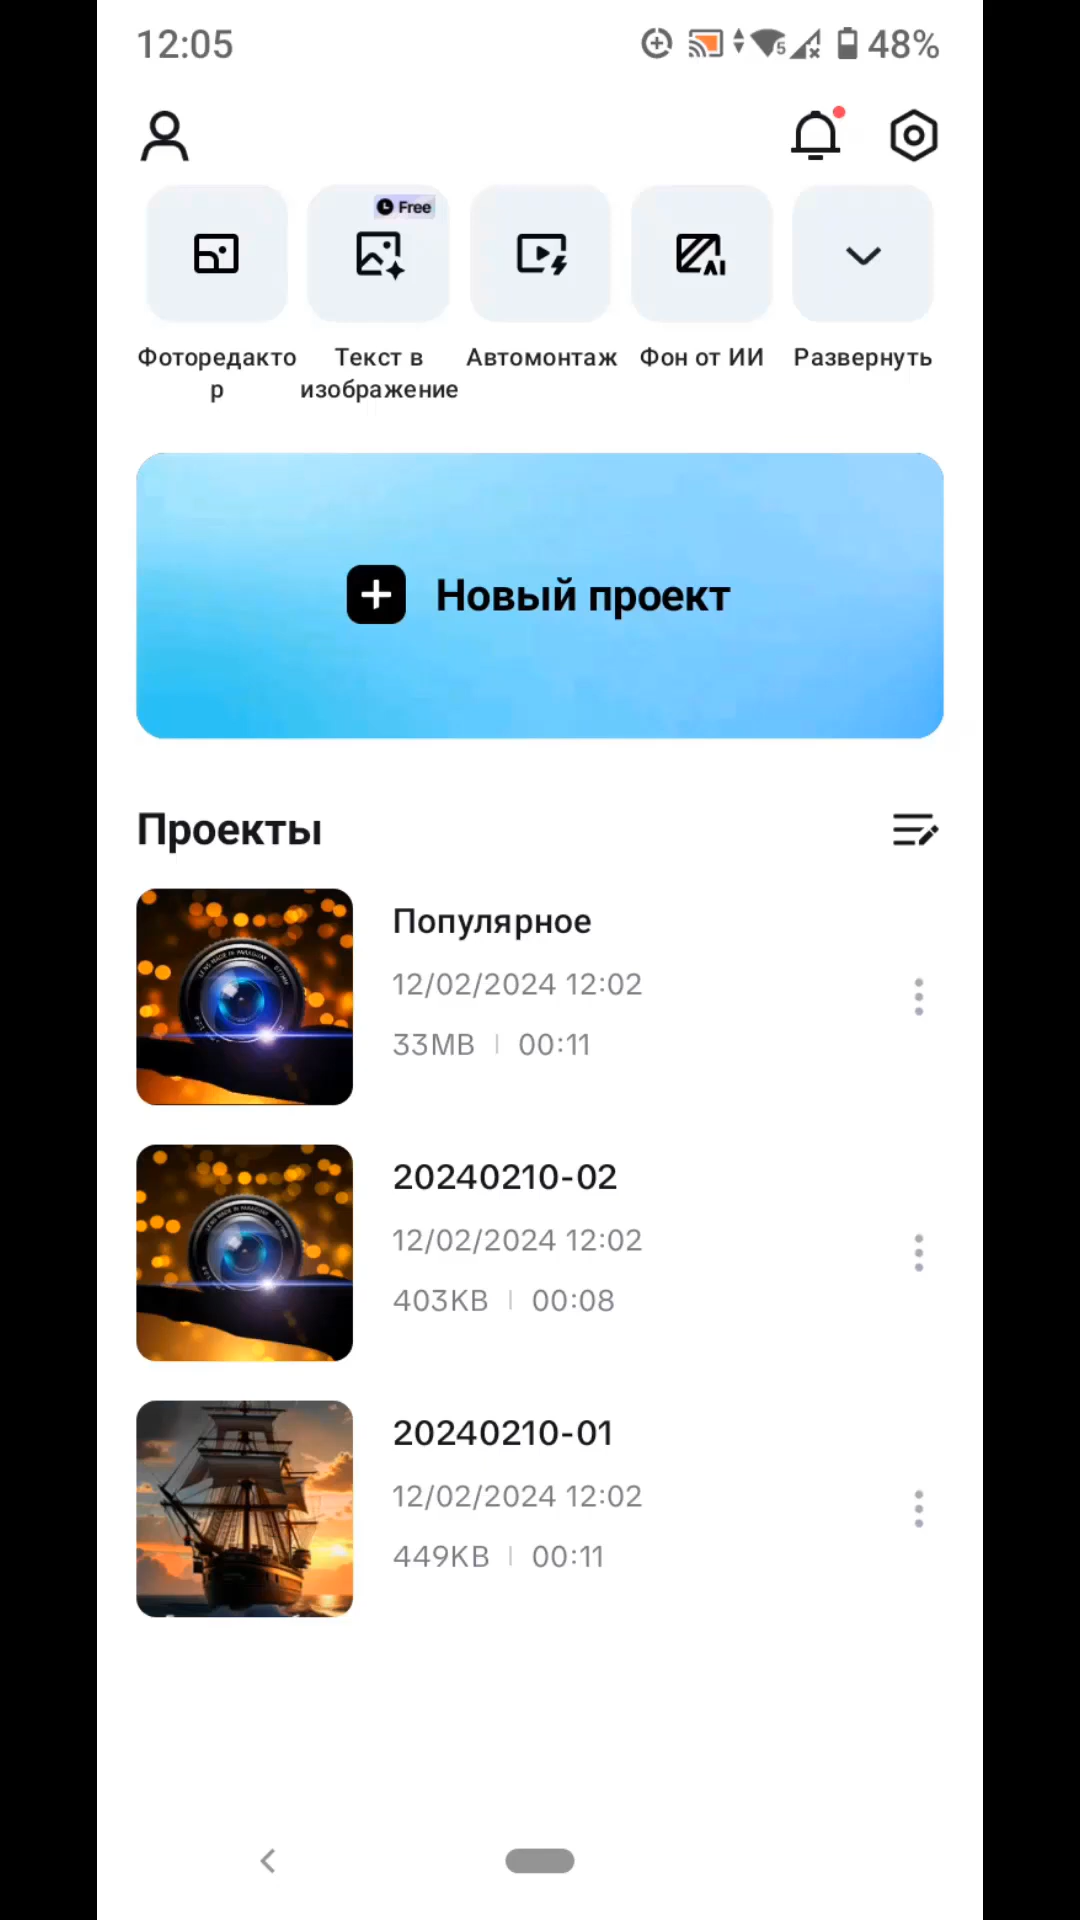 12:05
5
48%
Free
Фоторедакто
р
Текст в
изображение
Автомонтаж
AI
Фон от ИИ
Развернуть
Новый проект
Проекты
Популярное
12/02/2024 12:02
33MB | 00:11
20240210-02
12/02/2024 12:02
403KB | 00:08
20240210-01
12/02/2024 12:02
449KB | 00:11